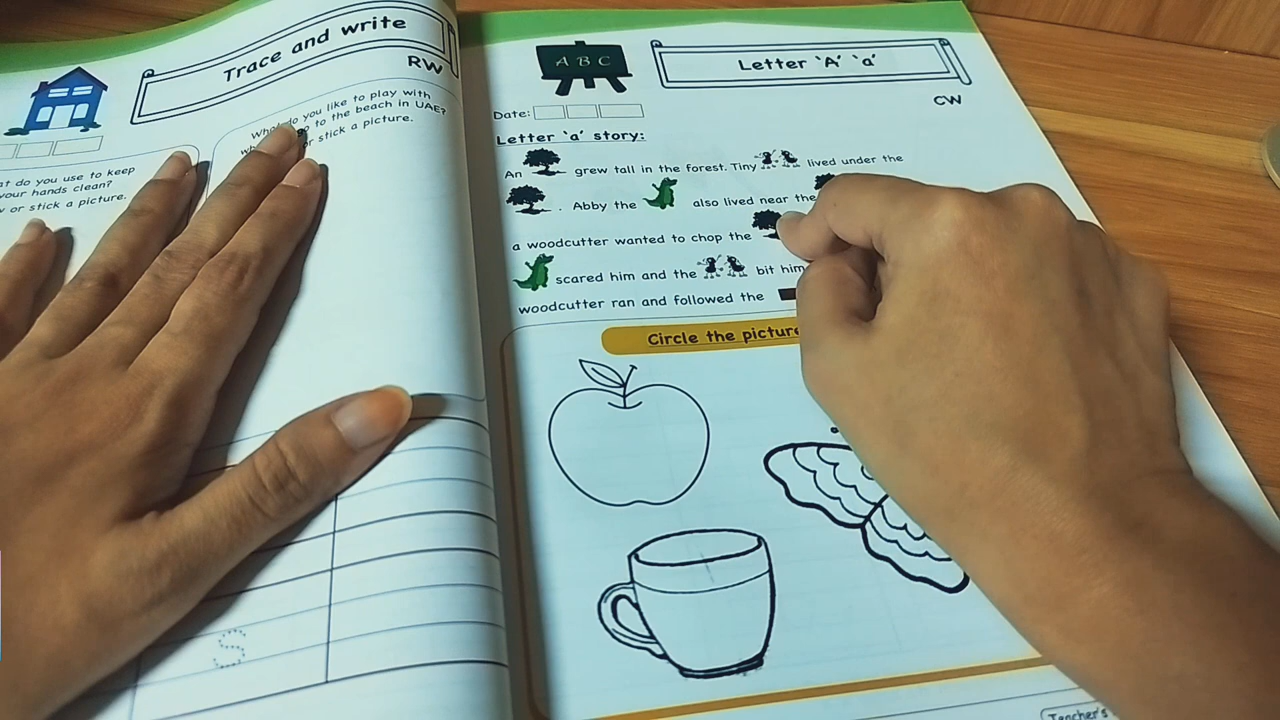 Trace and write
RW
do you like to play with
to the beach in UAE?
or stick a picture.
do you use to keep
your hands clean?
or stick a picture.
S
A B C
Letter ‘A’ ‘a’
CW
Date:
Letter ‘a’ story:
An grew tall in the forest. Tiny lived under the
. Abby the also lived near the
a woodcutter wanted to chop the
scared him and the bit him
woodcutter ran and followed the
Circle the picture
Teacher's